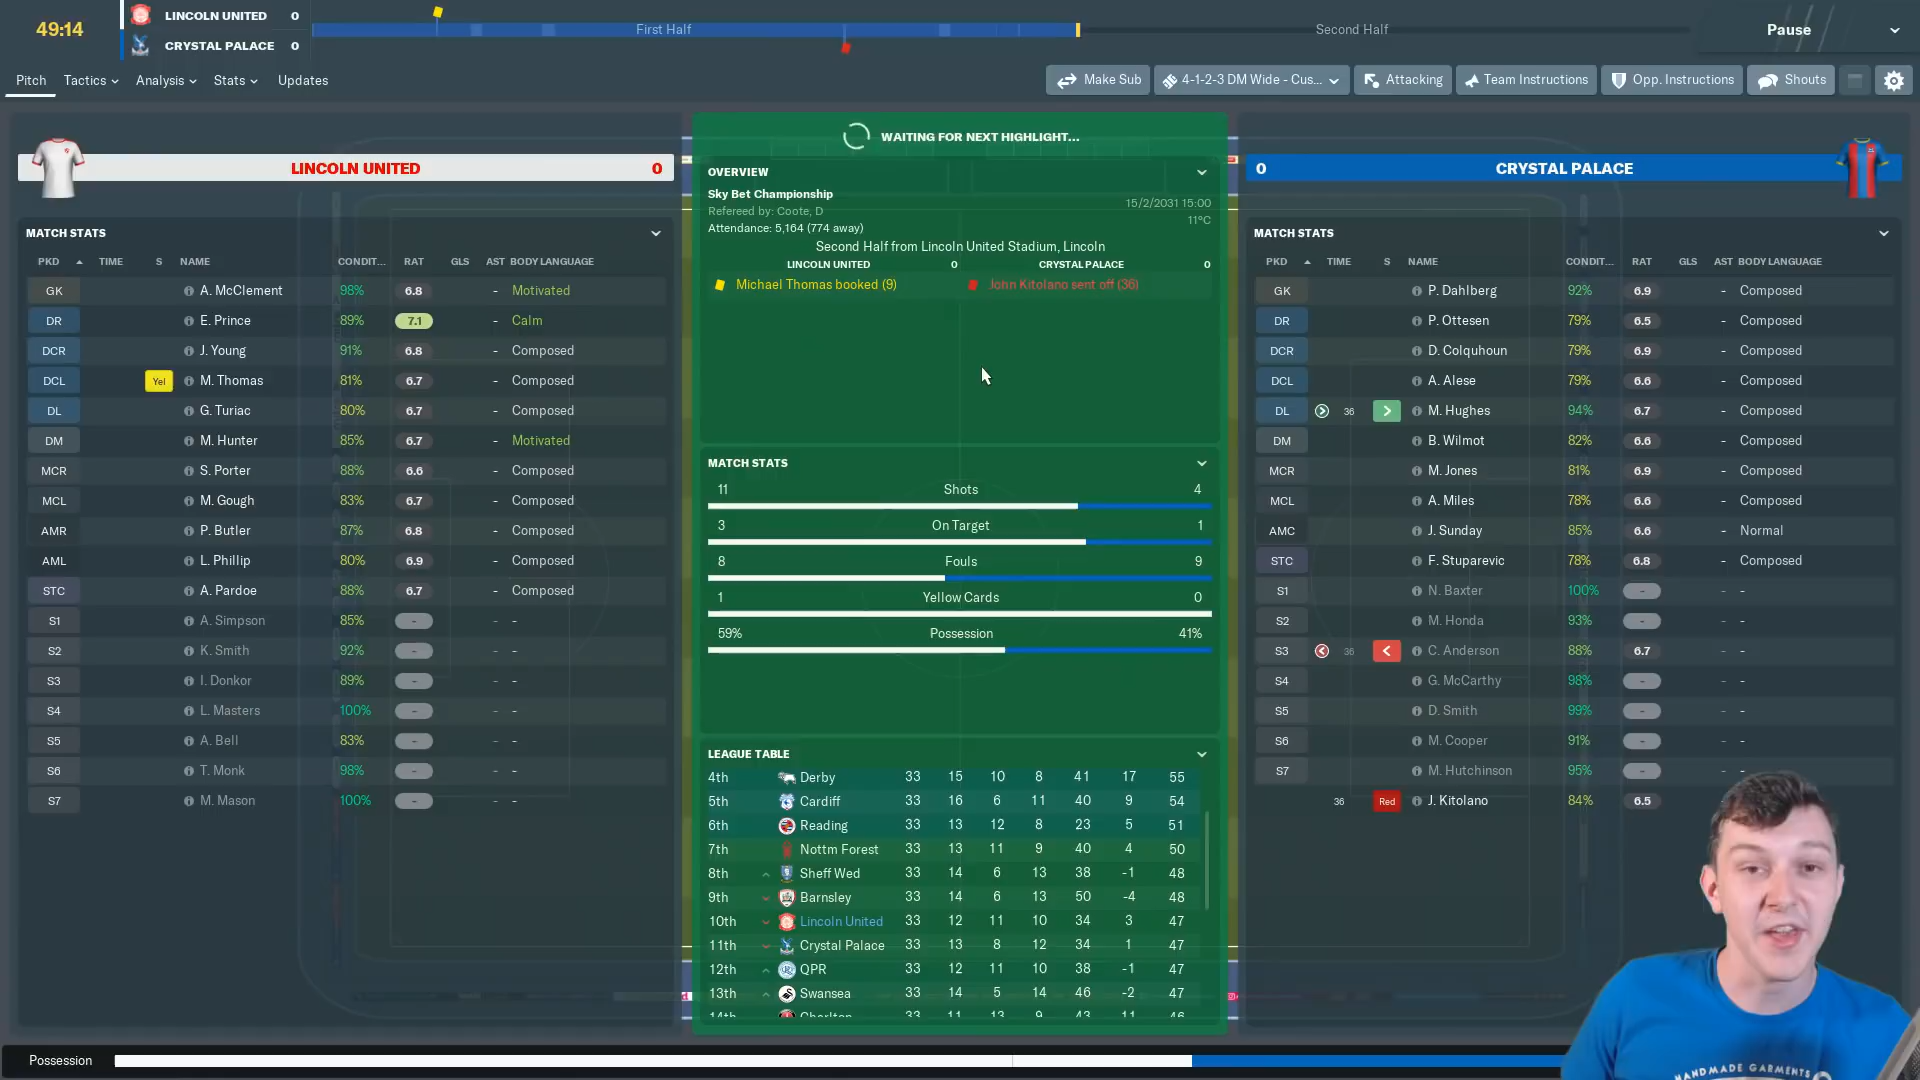 49:14
LINCOLN UNITED 0
CRYSTAL PALACE 0
First Half
Second Half
Pause
Pitch Tactics Analysis Stats Updates
Make Sub 4-1-2-3 DM Wide - Cus... Attacking Team Instructions Opp. Instructions Shouts
LINCOLN UNITED 0
MATCH STATS
PKD TIME S NAME CONDIT... RAT GLS AST BODY LANGUAGE
GK A. McClement 98% 6.8 - Motivated
DR E. Prince 89% 7.1 - Calm
DCR J. Young 91% 6.8 - Composed
DCL Yel M. Thomas 81% 6.7 - Composed
DL G. Turiac 80% 6.7 - Composed
DM M. Hunter 85% 6.7 - Motivated
MCR S. Porter 88% 6.6 - Composed
MCL M. Gough 83% 6.7 - Composed
AMR P. Butler 87% 6.8 - Composed
AML L. Phillip 80% 6.9 - Composed
STC A. Pardoe 88% 6.7 - Composed
S1 A. Simpson 85% - - -
S2 K. Smith 92% - - -
S3 I. Donkor 89% - - -
S4 L. Masters 100% - - -
S5 A. Bell 83% - - -
S6 T. Monk 98% - - -
S7 M. Mason 100% - - -
WAITING FOR NEXT HIGHLIGHT...
OVERVIEW
Sky Bet Championship
15/2/2031 15:00
Refereed by: Coote, D
11°C
Attendance: 5,164 (774 away)
Second Half from Lincoln United Stadium, Lincoln
LINCOLN UNITED 0 CRYSTAL PALACE 0
Michael Thomas booked (9) John Kitolano sent off (36)
MATCH STATS
11 Shots 4
3 On Target 1
8 Fouls 9
1 Yellow Cards 0
59% Possession 41%
LEAGUE TABLE
4th Derby 33 15 10 8 41 17 55
5th Cardiff 33 16 6 11 40 9 54
6th Reading 33 13 12 8 23 5 51
7th Nottm Forest 33 13 11 9 40 4 50
8th Sheff Wed 33 14 6 13 38 -1 48
9th Barnsley 33 14 6 13 50 -4 48
10th Lincoln United 33 12 11 10 34 3 47
11th Crystal Palace 33 13 8 12 34 1 47
12th QPR 33 12 11 10 38 -1 47
13th Swansea 33 14 5 14 46 -2 47
14th Charlton 33 11 13 9 43 11 46
0 CRYSTAL PALACE
MATCH STATS
PKD TIME S NAME CONDIT... RAT GLS AST BODY LANGUAGE
GK P. Dahlberg 92% 6.9 - Composed
DR P. Ottesen 79% 6.5 - Composed
DCR D. Colquhoun 79% 6.9 - Composed
DCL A. Alese 79% 6.6 - Composed
DL 36 M. Hughes 94% 6.7 - Composed
DM B. Wilmot 82% 6.6 - Composed
MCR M. Jones 81% 6.9 - Composed
MCL A. Miles 78% 6.6 - Composed
AMC J. Sunday 85% 6.6 - Normal
STC F. Stuparevic 78% 6.8 - Composed
S1 N. Baxter 100% - - -
S2 M. Honda 93% - - -
S3 36 C. Anderson 88% 6.7 - -
S4 G. McCarthy 98% - - -
S5 D. Smith 99% - - -
S6 M. Cooper 91% - - -
S7 M. Hutchinson 95% - - -
36 Red J. Kitolano 84% 6.5
Possession
HANDMADE GARMENTS